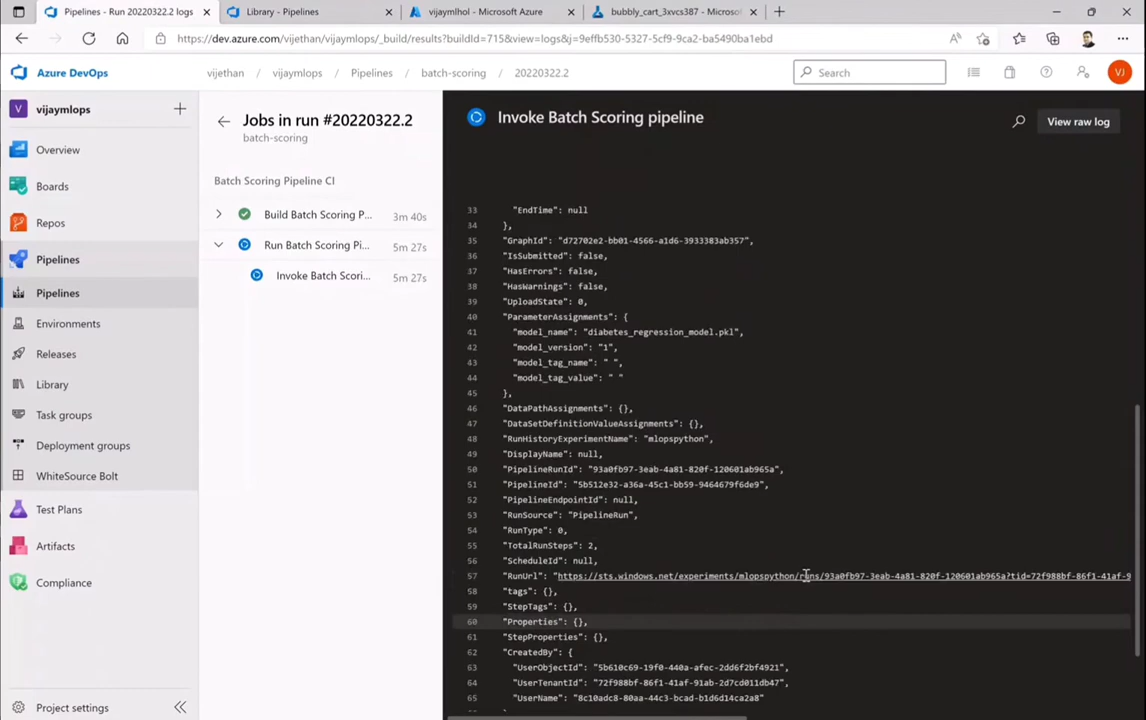 Pipelines - Run 20220322.2 logs
Library - Pipelines
vijaymlhol - Microsoft Azure
bubbly_cart_3xvcs387 - Microsof
https://dev.azure.com/vijethan/vijaymlops/_build/results?buildId=715&view=logs&j=9effb530-5327-5cf9-9ca2-ba5490ba1ebd
Azure DevOps
vijethan / vijaymlops / Pipelines / batch-scoring / 20220322.2
Search
VJ
V vijaymlops
Overview
Boards
Repos
Pipelines
Pipelines
Environments
Releases
Library
Task groups
Deployment groups
WhiteSource Bolt
Test Plans
Artifacts
Compliance
Project settings
Jobs in run #20220322.2
batch-scoring
Batch Scoring Pipeline CI
Build Batch Scoring P... 3m 40s
Run Batch Scoring Pi... 5m 27s
Invoke Batch Scori... 5m 27s
Invoke Batch Scoring pipeline
View raw log
33 "EndTime": null
34 },
35 "GraphId": "d72702e2-bb01-4566-a1d6-3933383ab357",
36 "IsSubmitted": false,
37 "HasErrors": false,
38 "HasWarnings": false,
39 "UploadState": 0,
40 "ParameterAssignments": {
41 "model_name": "diabetes_regression_model.pkl",
42 "model_version": "1",
43 "model_tag_name": " ",
44 "model_tag_value": " "
45 },
46 "DataPathAssignments": {},
47 "DataSetDefinitionValueAssignments": {},
48 "RunHistoryExperimentName": "mlopspython",
49 "DisplayName": null,
50 "PipelineRunId": "93a0fb97-3eab-4a81-820f-120601ab965a",
51 "PipelineId": "5b512e32-a36a-45c1-bb59-9464679f6de9",
52 "PipelineEndpointId": null,
53 "RunSource": "PipelineRun",
54 "RunType": 0,
55 "TotalRunSteps": 2,
56 "ScheduleId": null,
57 "RunUrl": "https://sts.windows.net/experiments/mlopspython/runs/93a0fb97-3eab-4a81-820f-120601ab965a?tid=72f988bf-86f1-41af-9
58 "tags": {},
59 "StepTags": {},
60 "Properties": {},
61 "StepProperties": {},
62 "CreatedBy": {
63 "UserObjectId": "5b610c69-19f0-440a-afec-2dd6f2bf4921",
64 "UserTenantId": "72f988bf-86f1-41af-91ab-2d7cd011db47",
65 "UserName": "8c10adc8-80aa-44c3-bcad-b1d6d14ca2a8"